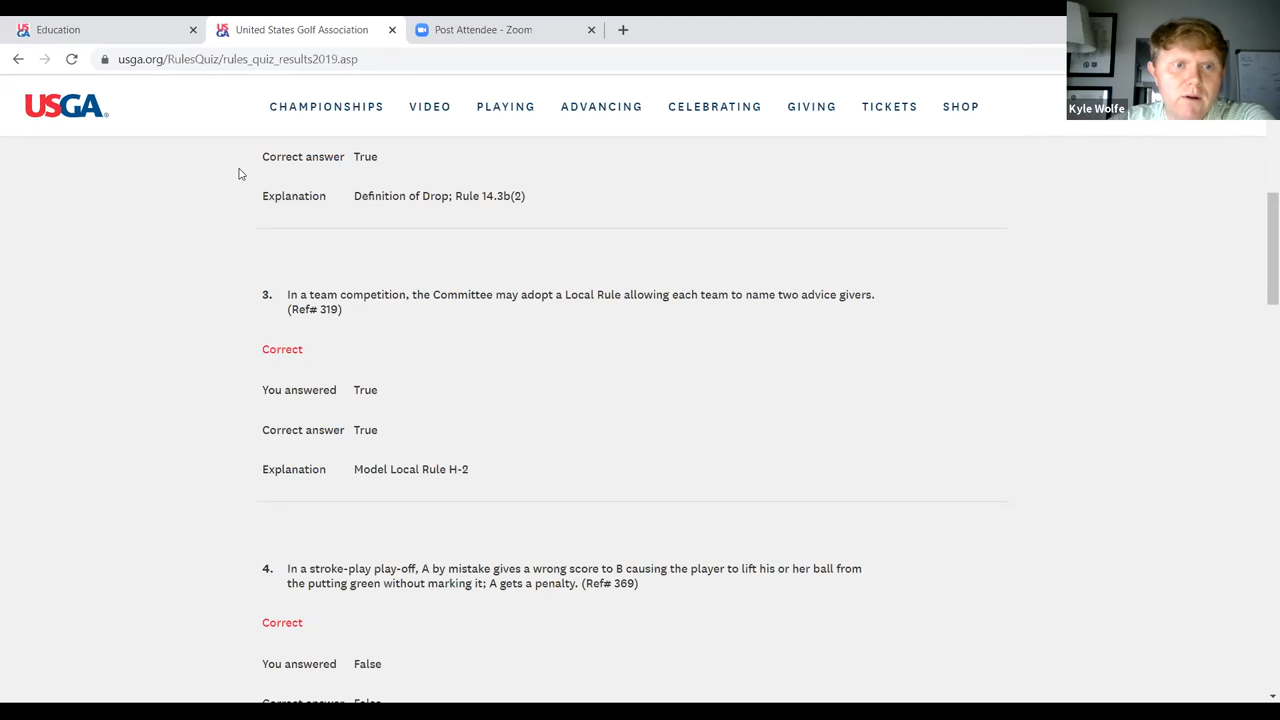 Education
United States Golf Association
Post Attendee - Zoom
usga.org/RulesQuiz/rules_quiz_results2019.asp
Kyle Wolfe
USGA
CHAMPIONSHIPS VIDEO PLAYING ADVANCING CELEBRATING GIVING TICKETS SHOP
Correct answer True
Explanation Definition of Drop; Rule 14.3b(2)
3. In a team competition, the Committee may adopt a Local Rule allowing each team to name two advice givers.
(Ref# 319)
Correct
You answered True
Correct answer True
Explanation Model Local Rule H-2
4. In a stroke-play play-off, A by mistake gives a wrong score to B causing the player to lift his or her ball from
the putting green without marking it; A gets a penalty. (Ref# 369)
Correct
You answered False
Correct answer False